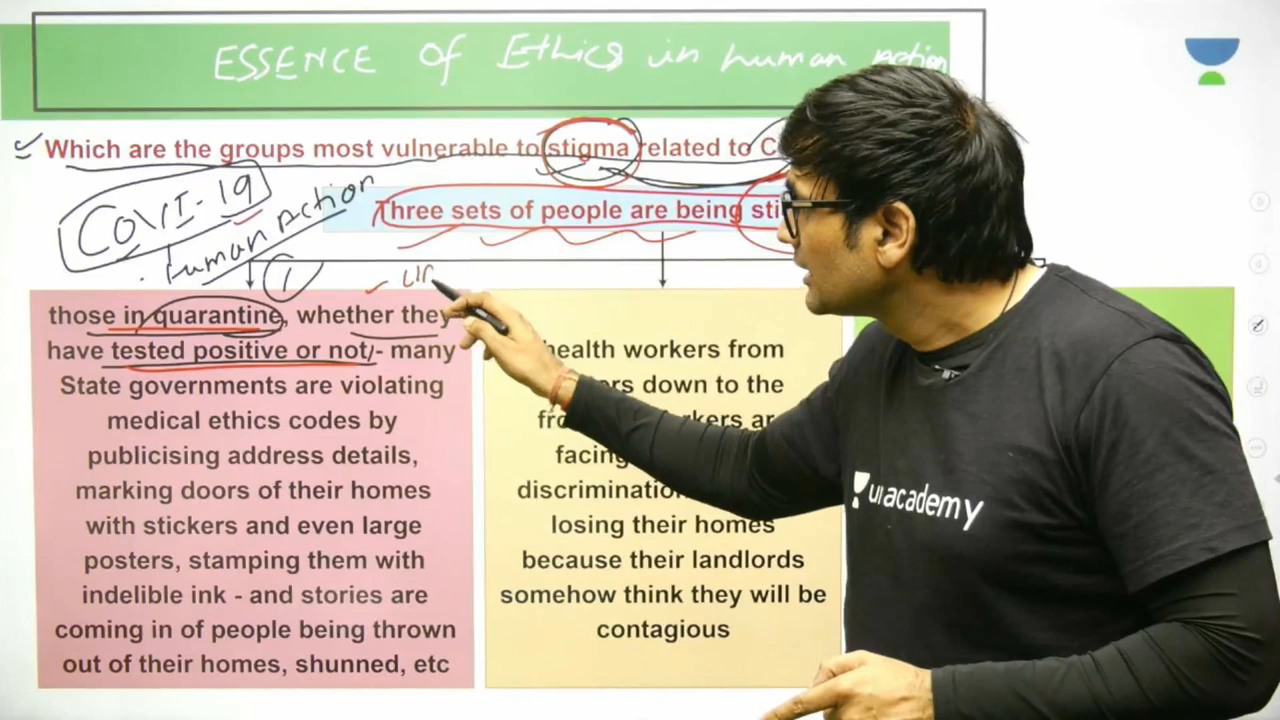 ESSENCE OF Ethics in human action
Which are the groups most vulnerable to stigma related to C
COVI-19
human action
Three sets of people are being sti
1
those in quarantine, whether they
have tested positive or not/- many
State governments are violating
medical ethics codes by
publicising address details,
marking doors of their homes
with stickers and even large
posters, stamping them with
indelible ink - and stories are
coming in of people being thrown
out of their homes, shunned, etc
health workers from
down to the
facing
losing their homes
because their landlords
somehow think they will be
contagious
unacademy